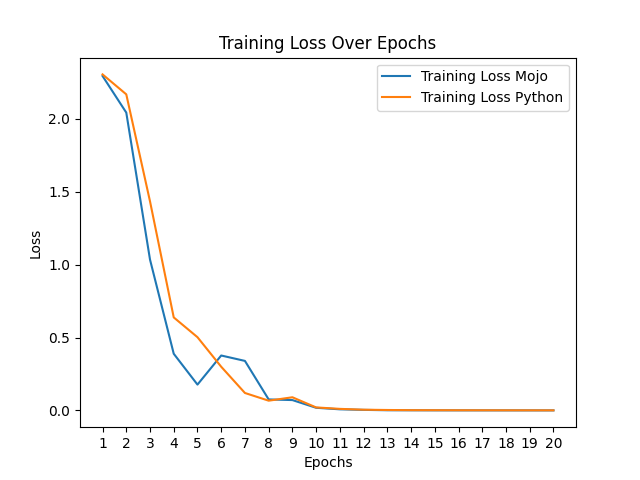 Training Loss Over Epochs
Training Loss Mojo
Training Loss Python
2.0
1.5
1.0
0.5
0.0
Loss
1 2 3 4 5 6 7 8 9 10 11 12 13 14 15 16 17 18 19 20
Epochs